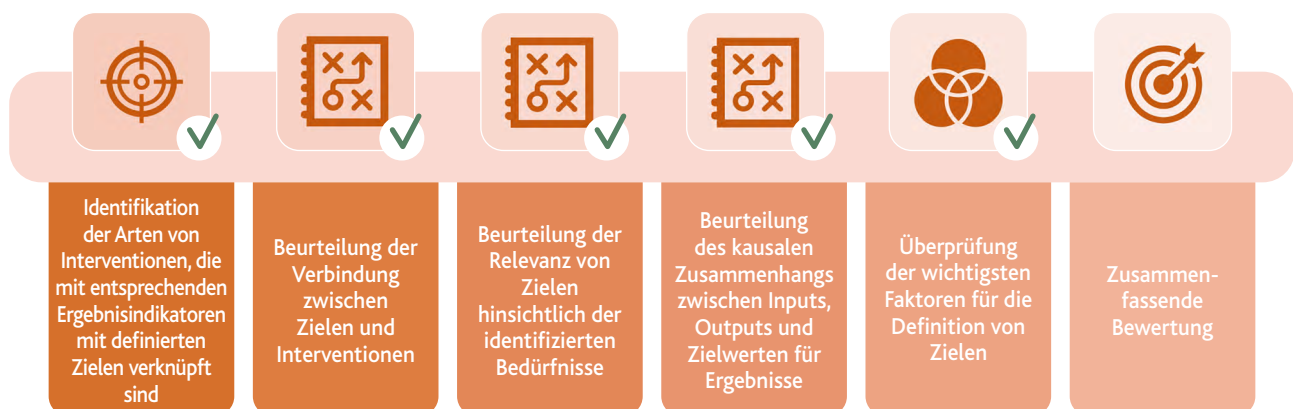 Identifikation
der Arten von
Interventionen, die
mit entsprechenden
Ergebnisindikatoren
mit definierten
Zielen verknüpft
sind
Beurteilung der
Verbindung
zwischen
Zielen und
Interventionen
Beurteilung der
Relevanz von
Zielen
hinsichtlich der
identifizierten
Bedürfnisse
Beurteilung
des kausalen
Zusammenhangs
zwischen Inputs,
Outputs und
Zielwerten für
Ergebnisse
Überprüfung
der wichtigsten
Faktoren für die
Definition von
Zielen
Zusammen-
fassende
Bewertung